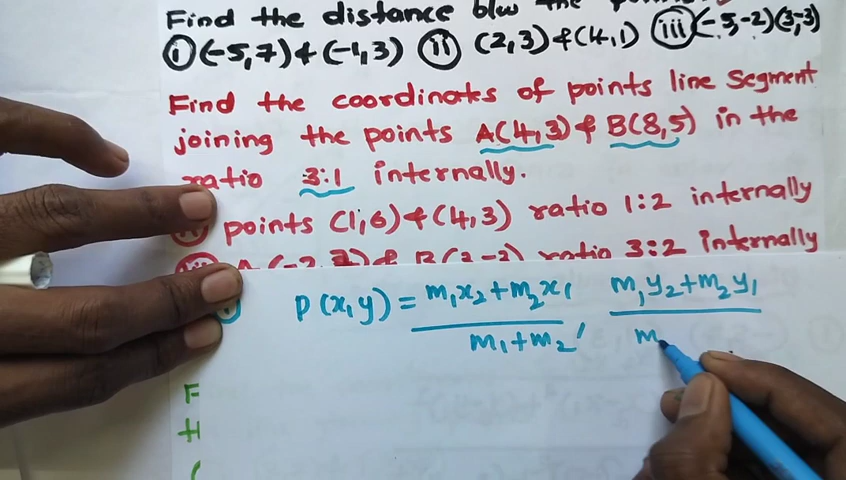 Find the distance b/w the
(i) (-5,7) & (-1,3) (ii) (2,3) & (4,1) (iii) (-5,-2) (3,-3)
Find the coordinates of points line Segment
joining the points A(4,3) & B(8,5) in the
ratio 3:1 internally.
points (1,6) & (4,3) ratio 1:2 internally
ratio 3:2 internally
P(x,y) = m₁x₂+m₂x₁ / m₁+m₂, m₁y₂+m₂y₁ / m